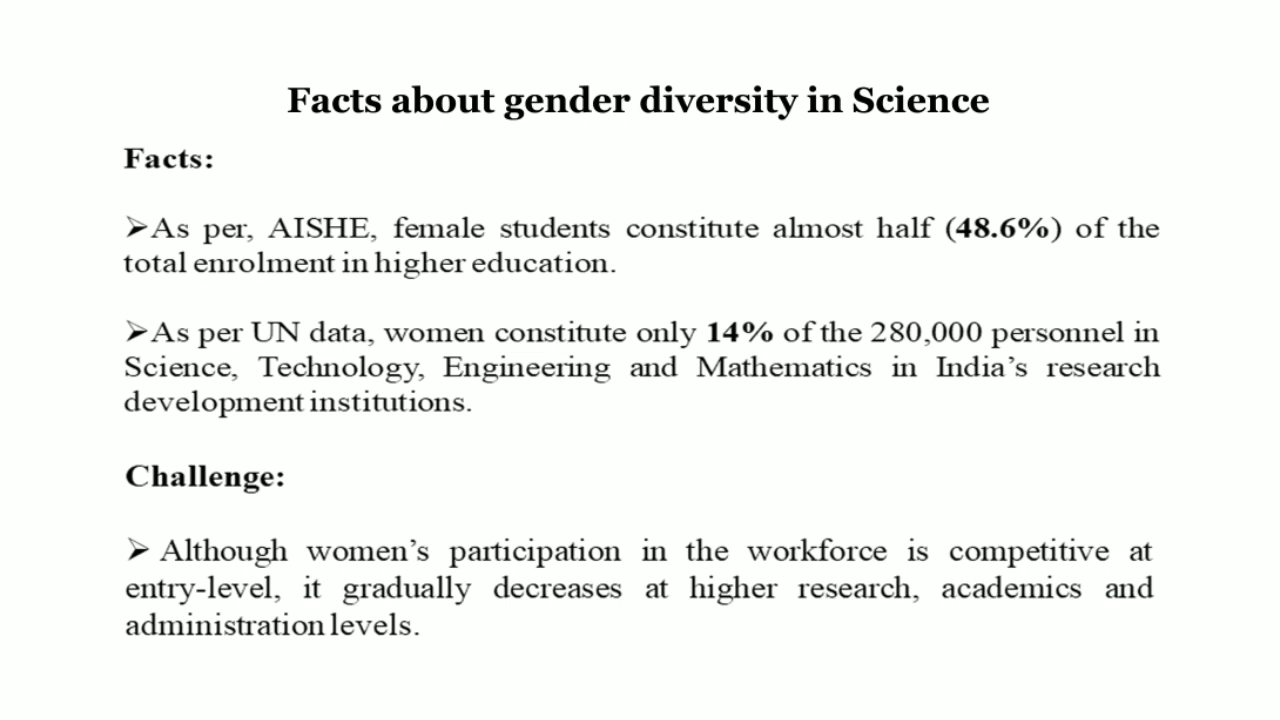 Facts about gender diversity in Science
Facts:
➢As per, AISHE, female students constitute almost half (48.6%) of the
total enrolment in higher education.
➢As per UN data, women constitute only 14% of the 280,000 personnel in
Science, Technology, Engineering and Mathematics in India’s research
development institutions.
Challenge:
➢ Although women’s participation in the workforce is competitive at
entry-level, it gradually decreases at higher research, academics and
administration levels.